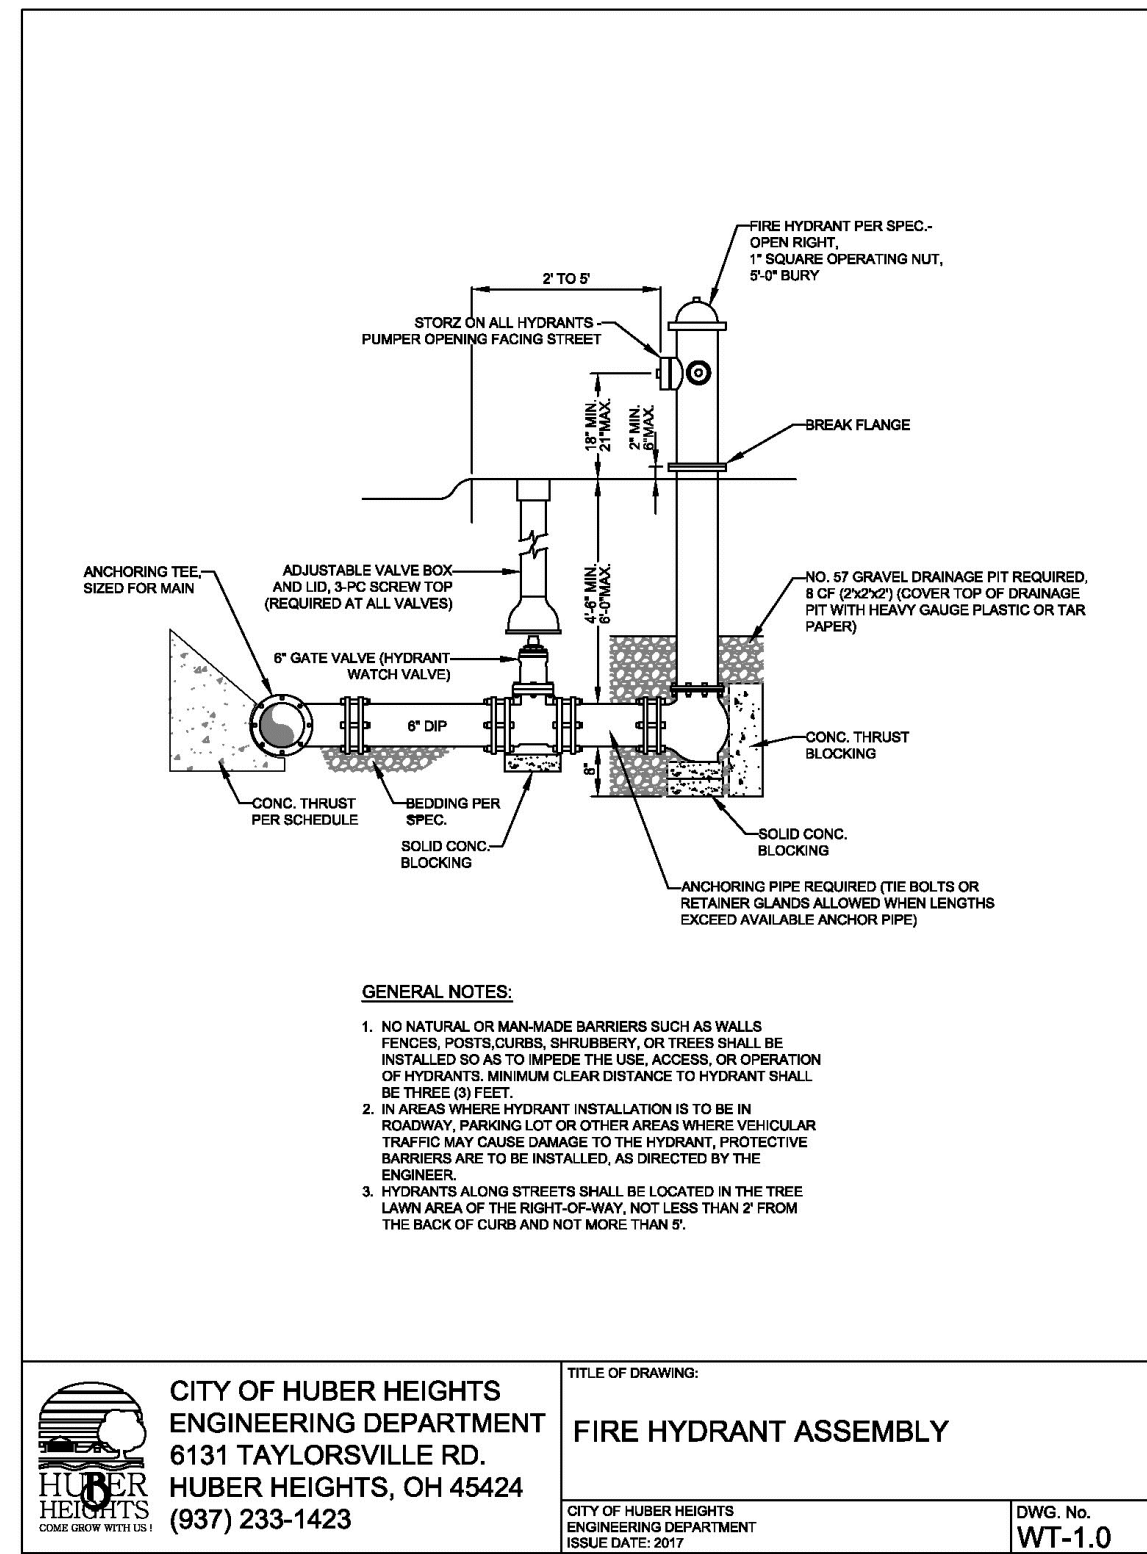 FIRE HYDRANT PER SPEC.-
OPEN RIGHT,
1" SQUARE OPERATING NUT,
5'-0" BURY
2' TO 5'
STORZ ON ALL HYDRANTS -
PUMPER OPENING FACING STREET
18" MIN.
21"MAX.
2" MIN.
6"MAX.
BREAK FLANGE
ANCHORING TEE,
SIZED FOR MAIN
ADJUSTABLE VALVE BOX
AND LID, 3-PC SCREW TOP
(REQUIRED AT ALL VALVES)
4'-6" MIN.
6'-0"MAX.
NO. 57 GRAVEL DRAINAGE PIT REQUIRED,
8 CF (2'x2'x2') (COVER TOP OF DRAINAGE
PIT WITH HEAVY GAUGE PLASTIC OR TAR
PAPER)
6" GATE VALVE (HYDRANT
WATCH VALVE)
6" DIP
8"
CONC. THRUST
BLOCKING
CONC. THRUST
PER SCHEDULE
BEDDING PER
SPEC.
SOLID CONC.
BLOCKING
SOLID CONC.
BLOCKING
ANCHORING PIPE REQUIRED (TIE BOLTS OR
RETAINER GLANDS ALLOWED WHEN LENGTHS
EXCEED AVAILABLE ANCHOR PIPE)
GENERAL NOTES:
1. NO NATURAL OR MAN-MADE BARRIERS SUCH AS WALLS
FENCES, POSTS,CURBS, SHRUBBERY, OR TREES SHALL BE
INSTALLED SO AS TO IMPEDE THE USE, ACCESS, OR OPERATION
OF HYDRANTS. MINIMUM CLEAR DISTANCE TO HYDRANT SHALL
BE THREE (3) FEET.
2. IN AREAS WHERE HYDRANT INSTALLATION IS TO BE IN
ROADWAY, PARKING LOT OR OTHER AREAS WHERE VEHICULAR
TRAFFIC MAY CAUSE DAMAGE TO THE HYDRANT, PROTECTIVE
BARRIERS ARE TO BE INSTALLED, AS DIRECTED BY THE
ENGINEER.
3. HYDRANTS ALONG STREETS SHALL BE LOCATED IN THE TREE
LAWN AREA OF THE RIGHT-OF-WAY, NOT LESS THAN 2' FROM
THE BACK OF CURB AND NOT MORE THAN 5'.
HUBER
HEIGHTS
COME GROW WITH US !
CITY OF HUBER HEIGHTS
ENGINEERING DEPARTMENT
6131 TAYLORSVILLE RD.
HUBER HEIGHTS, OH 45424
(937) 233-1423
TITLE OF DRAWING:
FIRE HYDRANT ASSEMBLY
CITY OF HUBER HEIGHTS
ENGINEERING DEPARTMENT
ISSUE DATE: 2017
DWG. No.
WT-1.0